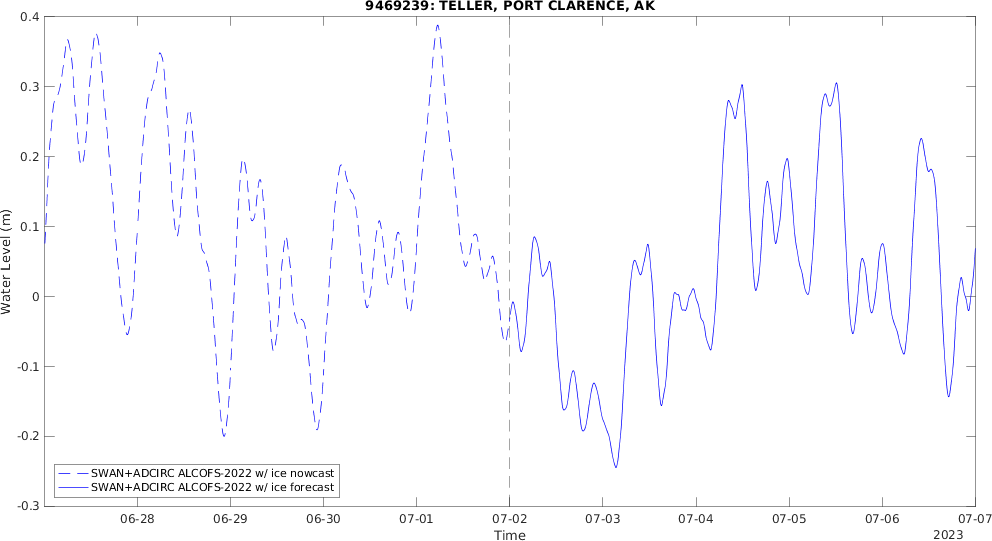 9469239: TELLER, PORT CLARENCE, AK
0.4
0.3
0.2
0.1
0
-0.1
-0.2
-0.3
Water Level (m)
SWAN+ADCIRC ALCOFS-2022 w/ ice nowcast
SWAN+ADCIRC ALCOFS-2022 w/ ice forecast
06-28 06-29 06-30 07-01 07-02 07-03 07-04 07-05 07-06 07-07
Time
2023